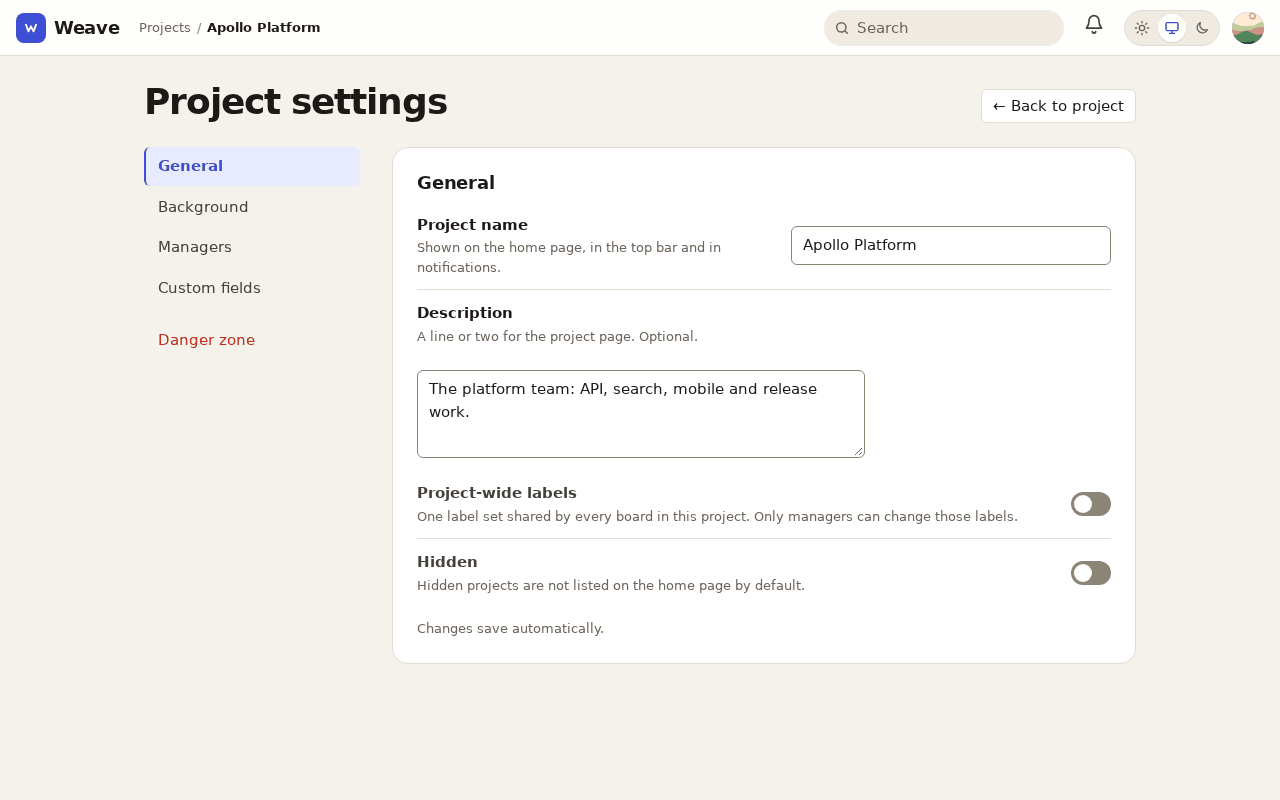 Weave
Projects / Apollo Platform
Search
Project settings
← Back to project
General
Background
Managers
Custom fields
Danger zone
General
Project name
Shown on the home page, in the top bar and in
notifications.
Apollo Platform
Description
A line or two for the project page. Optional.
The platform team: API, search, mobile and release
work.
Project-wide labels
One label set shared by every board in this project. Only managers can change those labels.
Hidden
Hidden projects are not listed on the home page by default.
Changes save automatically.